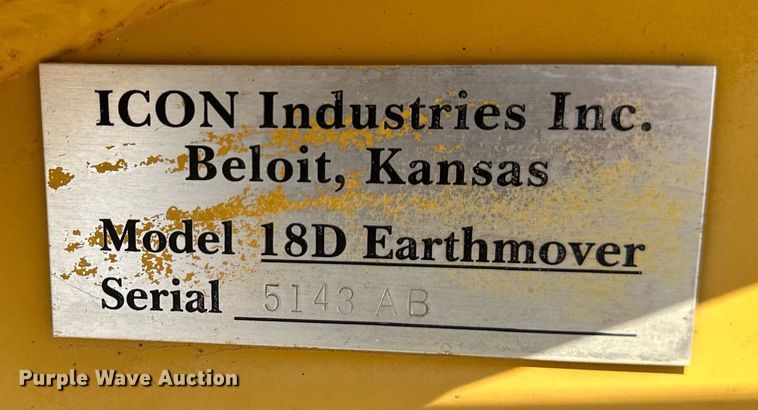 ICON Industries Inc.
Beloit, Kansas
Model 18D Earthmover
Serial 5143 AB
Purple Wave Auction